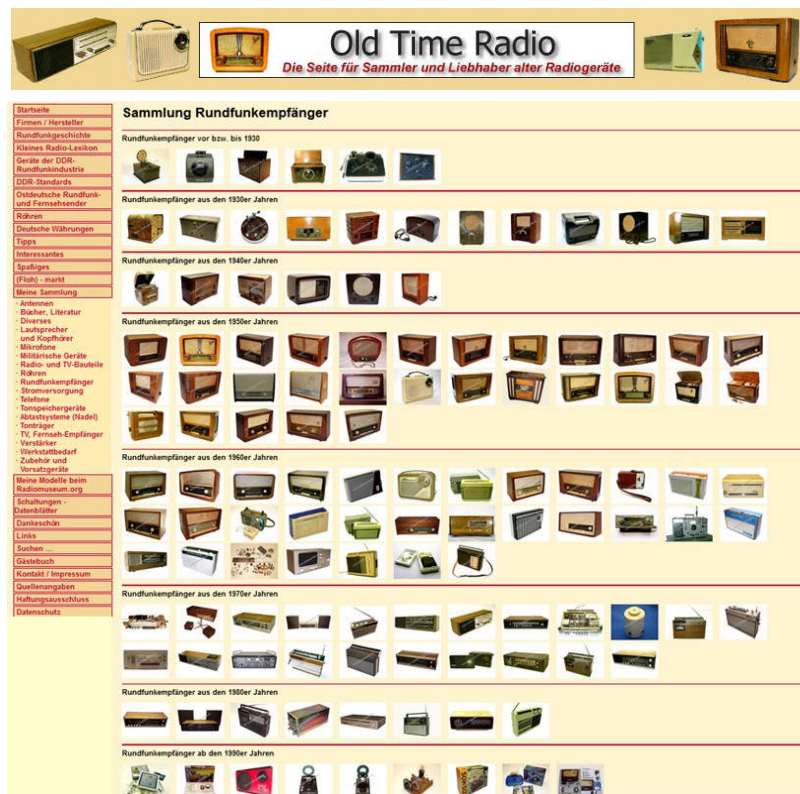 Old Time Radio
Die Seite für Sammler und Liebhaber alter Radiogeräte
Startseite
Firmen / Hersteller
Rundfunkgeschichte
Kleines Radio-Lexikon
Geräte der DDR-
Rundfunkindustrie
DDR-Standards
Ostdeutsche Rundfunk-
und Fernsehsender
Röhren
Deutsche Währungen
Tipps
Interessantes
Spaßiges
(Floh) - markt
Meine Sammlung
· Antennen
· Bücher, Literatur
· Diverses
· Lautsprecher
und Kopfhörer
· Mikrofone
· Militärische Geräte
· Radio- und TV-Bauteile
· Röhren
· Rundfunkempfänger
· Stromversorgung
· Telefone
· Tonspeichergeräte
· Abtastsysteme (Nadel)
· Tonträger
· TV, Fernseh-Empfänger
· Verstärker
· Werkstattbedarf
· Zubehör und
Vorsatzgeräte
Meine Modelle beim
Radiomuseum.org
Schaltungen -
Datenblätter
Dankeschön
Links
Suchen ...
Gästebuch
Kontakt / Impressum
Quellenangaben
Haftungsausschluss
Datenschutz
Sammlung Rundfunkempfänger
Rundfunkempfänger vor bzw. bis 1930
Rundfunkempfänger aus den 1930er Jahren
Rundfunkempfänger aus den 1940er Jahren
Rundfunkempfänger aus den 1950er Jahren
Rundfunkempfänger aus den 1960er Jahren
Rundfunkempfänger aus den 1970er Jahren
Rundfunkempfänger aus den 1980er Jahren
Rundfunkempfänger ab den 1990er Jahren